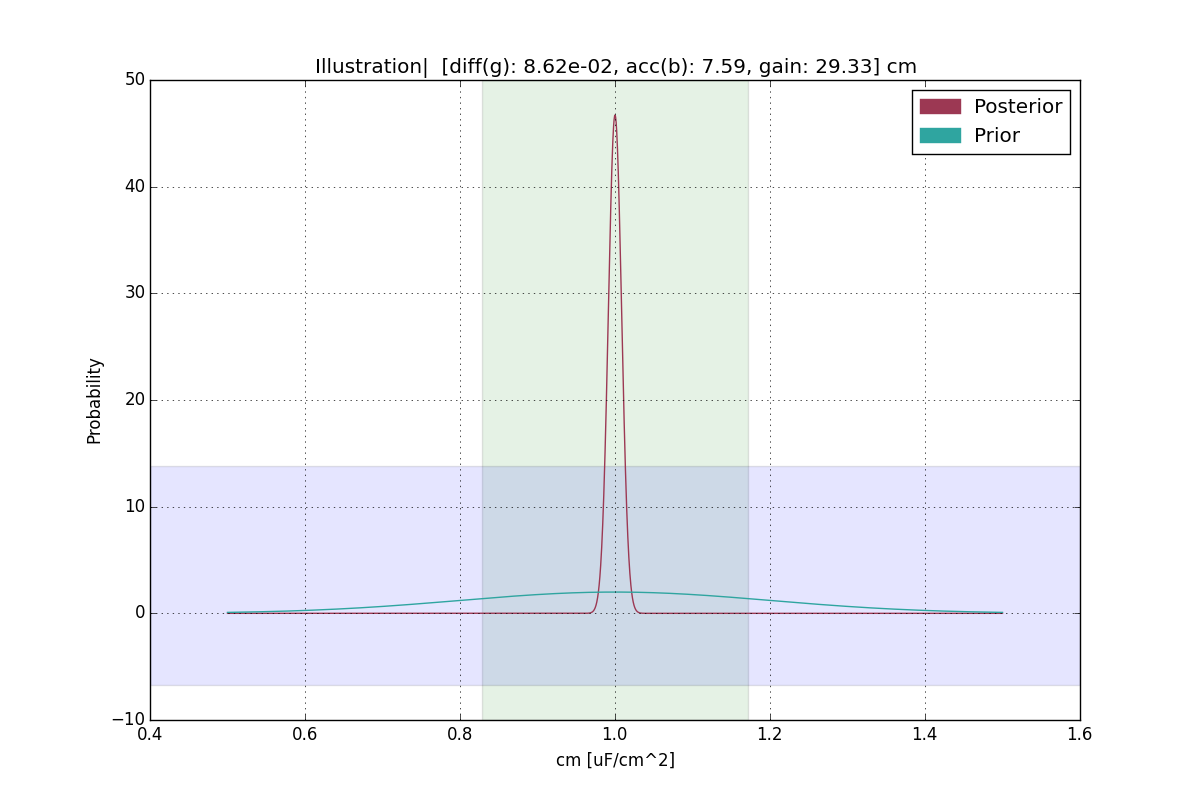 Illustration|  [diff(g): 8.62e-02, acc(b): 7.59, gain: 29.33] cm
Posterior
Prior
50
40
30
20
10
0
−10
Probability
0.4
0.6
0.8
1.0
1.2
1.4
1.6
cm [uF/cm^2]